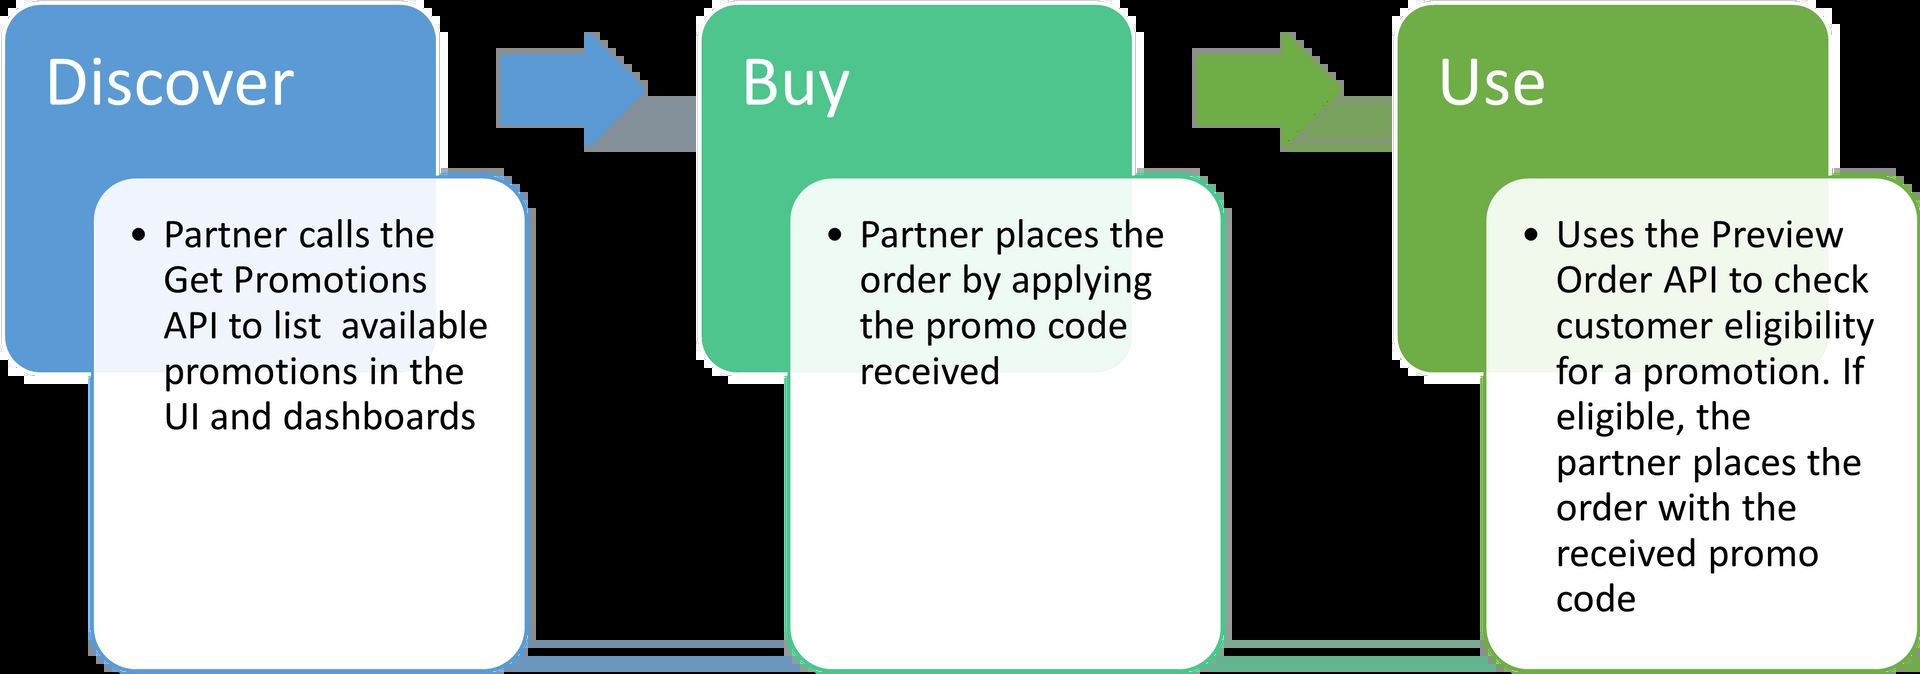 Discover
• Partner calls the
Get Promotions
API to list  available
promotions in the
UI and dashboards
Buy
• Partner places the
order by applying
the promo code
received
Use
• Uses the Preview
Order API to check
customer eligibility
for a promotion. If
eligible, the
partner places the
order with the
received promo
code